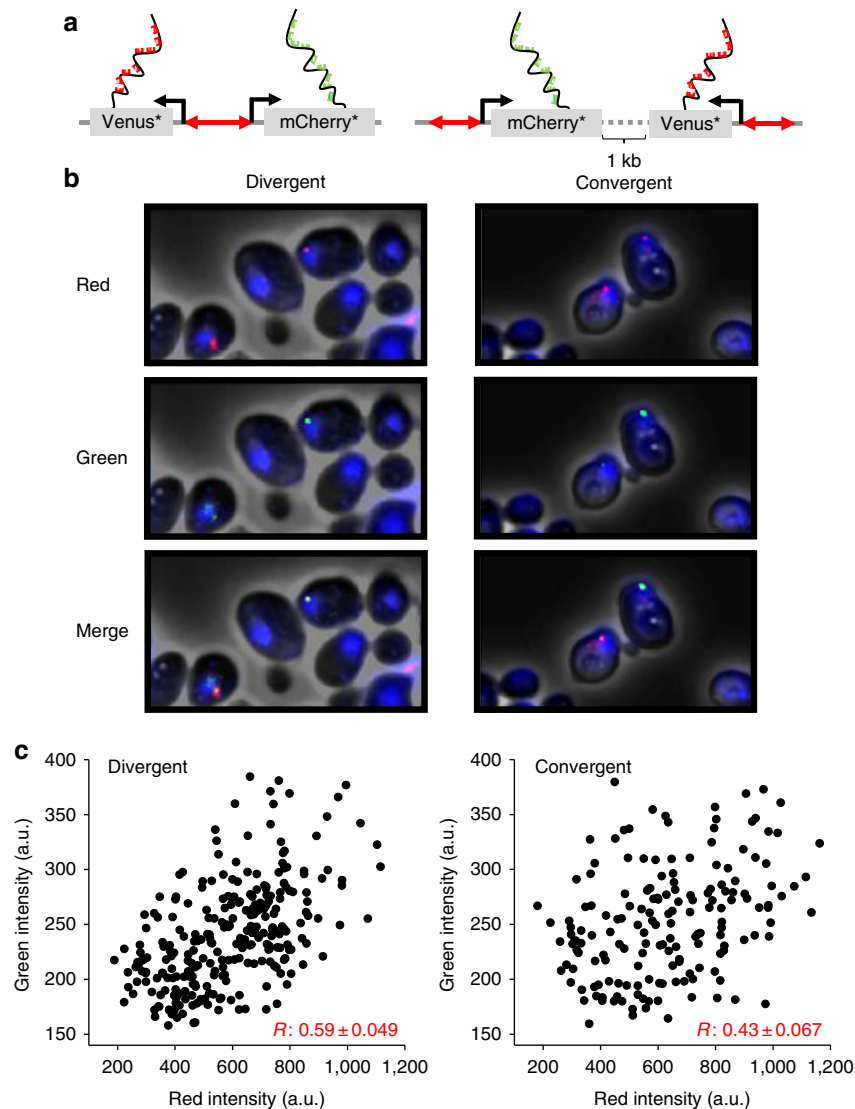 a
Venus*
mCherry*
mCherry*
Venus*
1 kb
b
Divergent
Convergent
Red
Green
Merge
c
400
350
300
250
200
150
Green intensity (a.u.)
Divergent
R: 0.59 ± 0.049
200
400
600
800
1,000
1,200
Red intensity (a.u.)
400
350
300
250
200
150
Green intensity (a.u.)
Convergent
R: 0.43 ± 0.067
200
400
600
800
1,000
1,200
Red intensity (a.u.)